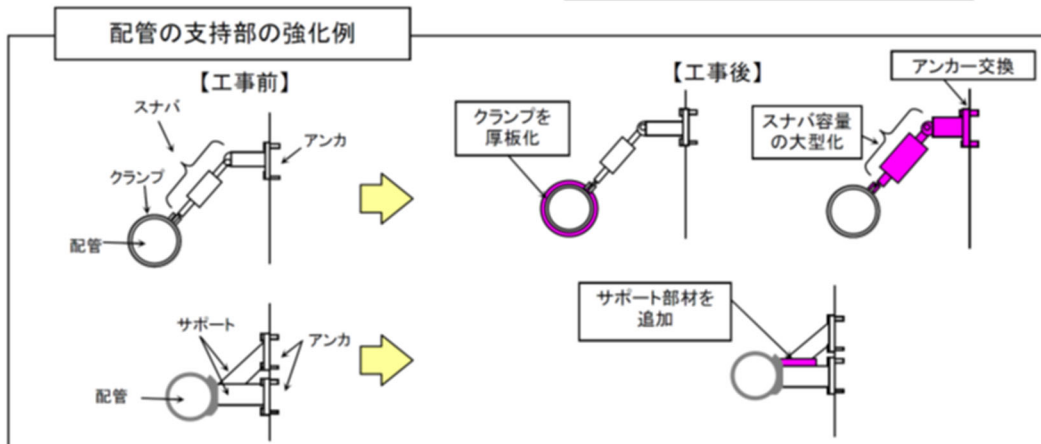 配管の支持部の強化例
【工事前】
スナバ
クランプ
アンカ
配管
【工事後】
クランプを
厚板化
アンカー交換
スナバ容量
の大型化
サポート
アンカ
配管
サポート部材を
追加